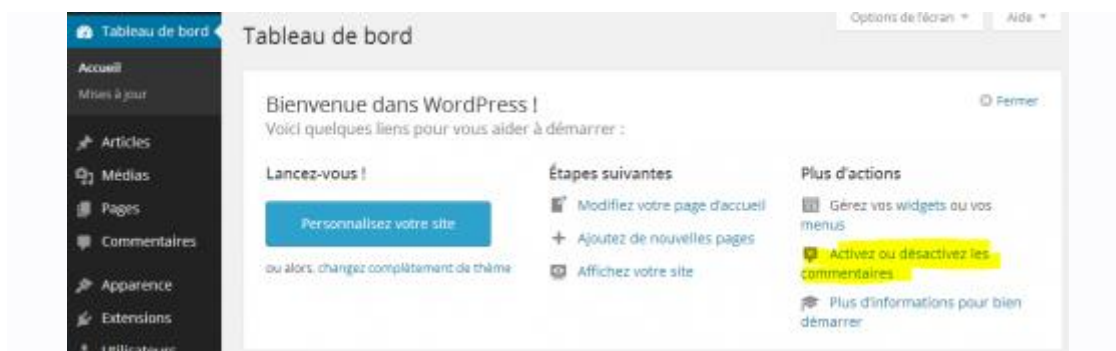 Tableau de bord
Options de l'écran
Aide
Tableau de bord
Accueil
Mises à jour
Articles
Médias
Pages
Commentaires
Apparence
Extensions
Utilisateurs
Bienvenue dans WordPress !
Fermer
Voici quelques liens pour vous aider à démarrer :
Lancez-vous !
Personnalisez votre site
ou alors, changez complètement de thème
Étapes suivantes
Modifiez votre page d'accueil
Ajoutez de nouvelles pages
Affichez votre site
Plus d'actions
Gérez vos widgets ou vos
menus
Activez ou désactivez les
commentaires
Plus d'informations pour bien
démarrer